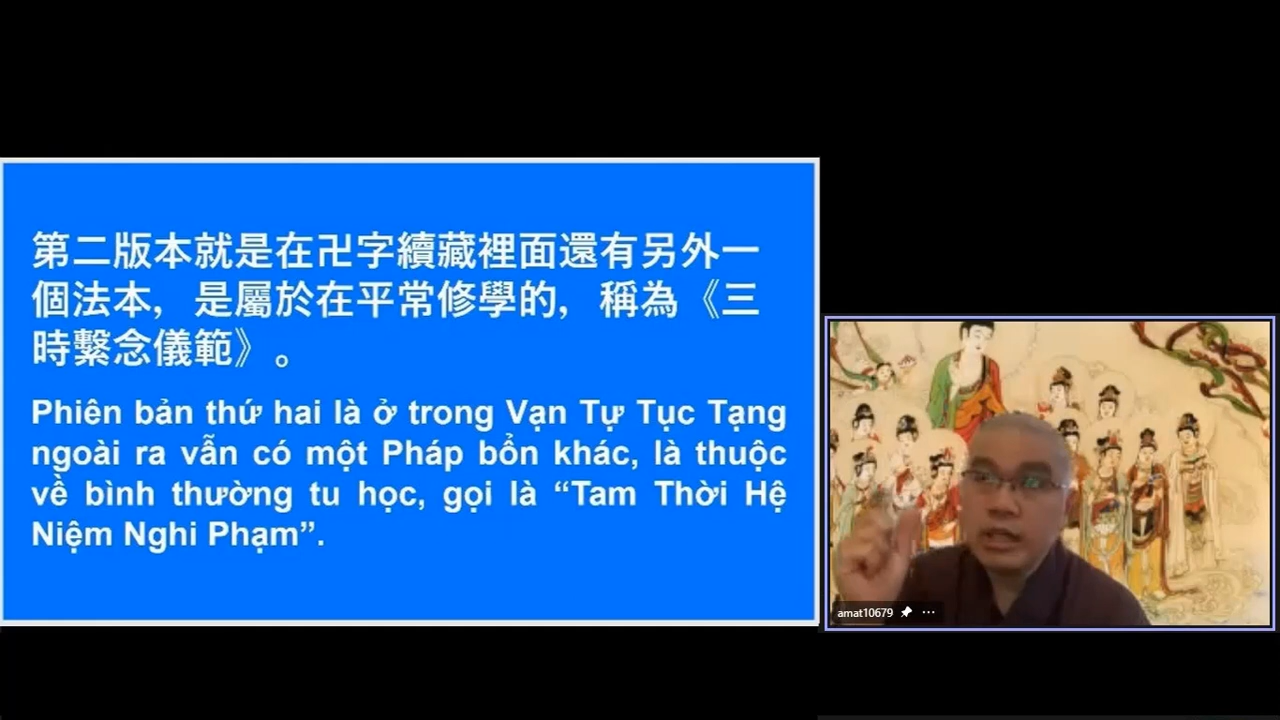 第二版本就是在卍字續藏裡面還有另外一
個法本，是屬於在平常修學的，稱為《三
時繫念儀範》。
Phiên bản thứ hai là ở trong Vạn Tự Tục Tạng
ngoài ra vẫn có một Pháp bổn khác, là thuộc
về bình thường tu học, gọi là “Tam Thời Hệ
Niệm Nghi Phạm”.
amat10679